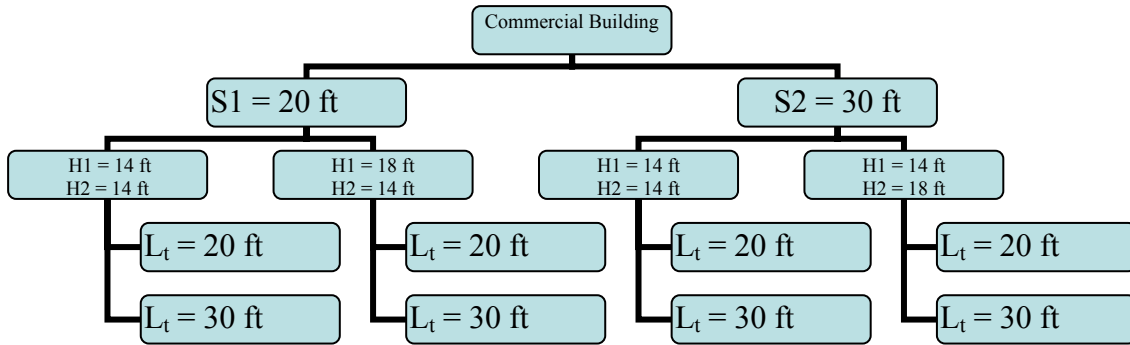 Commercial Building
S1 = 20 ft
S2 = 30 ft
H1 = 14 ft
H2 = 14 ft
H1 = 18 ft
H2 = 14 ft
H1 = 14 ft
H2 = 14 ft
H1 = 14 ft
H2 = 18 ft
Lt = 20 ft
Lt = 20 ft
Lt = 20 ft
Lt = 20 ft
Lt = 30 ft
Lt = 30 ft
Lt = 30 ft
Lt = 30 ft